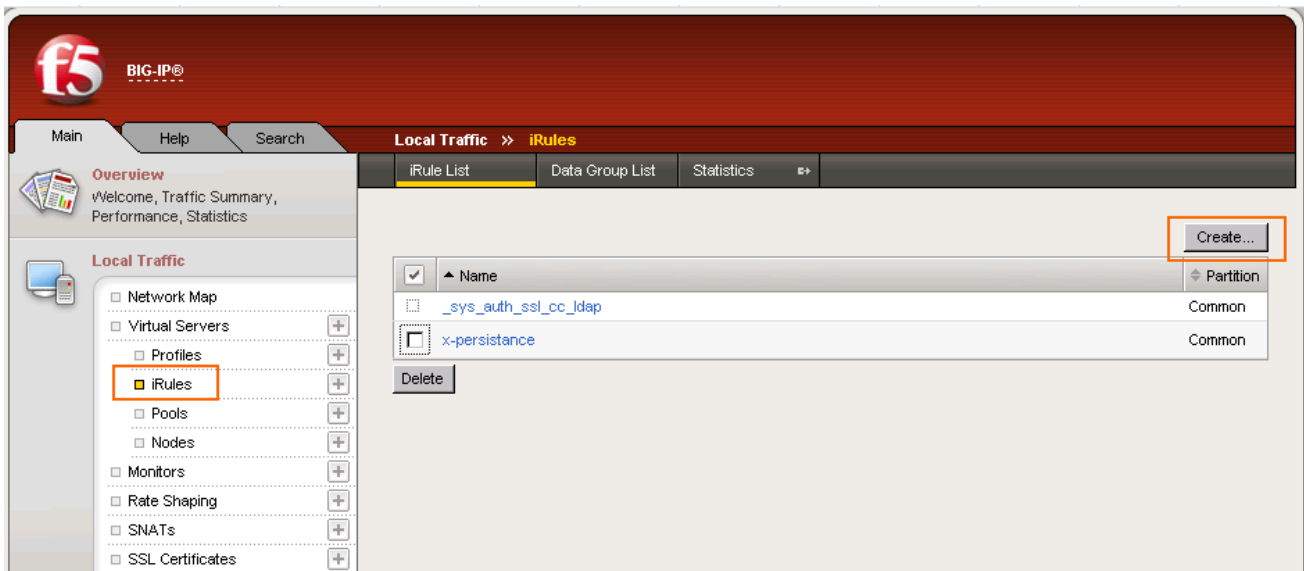 f5
BIG-IP®
Main
Help
Search
Local Traffic » iRules
iRule List
Data Group List
Statistics
Overview
Welcome, Traffic Summary,
Performance, Statistics
Create...
Local Traffic
Name
Partition
Network Map
_sys_auth_ssl_cc_ldap
Common
Virtual Servers
x-persistance
Common
Profiles
Delete
iRules
Pools
Nodes
Monitors
Rate Shaping
SNATs
SSL Certificates